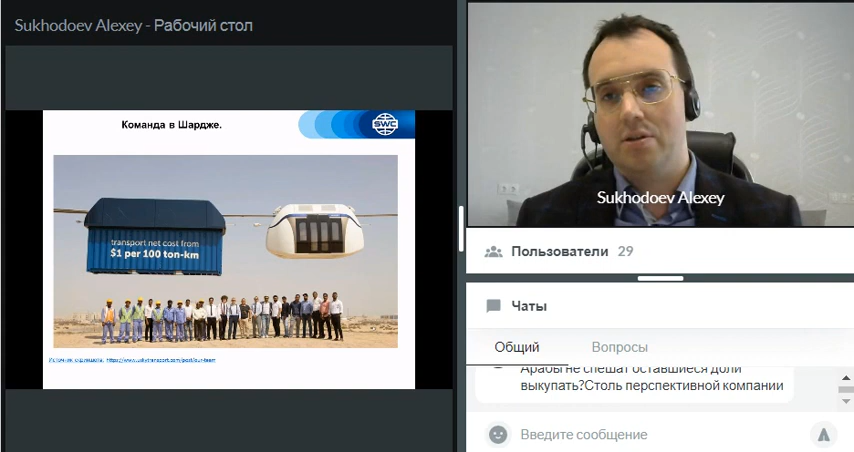 Sukhodoev Alexey - Рабочий стол
Команда в Шардже.
SWC
transport net cost from
$1 per 100 ton-km
Sukhodoev Alexey
Пользователи 29
Чаты
Общий
Вопросы
Арабы не спешат оставшиеся доли
выкупать?Столь перспективной компании
Введите сообщение